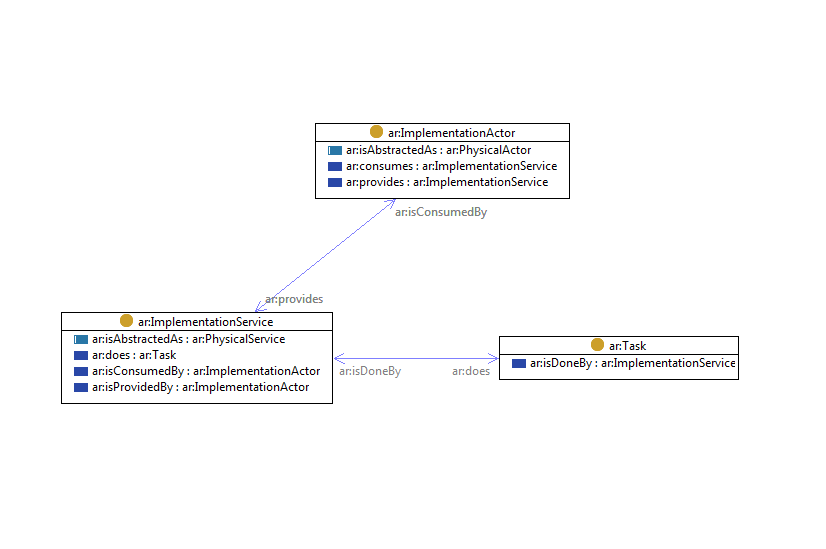 ar:ImplementationActor
ar:isAbstractedAs : ar:PhysicalActor
ar:consumes : ar:ImplementationService
ar:provides : ar:ImplementationService
ar:isConsumedBy
ar:provides
ar:ImplementationService
ar:isAbstractedAs : ar:PhysicalService
ar:does : ar:Task
ar:isConsumedBy : ar:ImplementationActor
ar:isProvidedBy : ar:ImplementationActor
ar:isDoneBy
ar:does
ar:Task
ar:isDoneBy : ar:ImplementationService